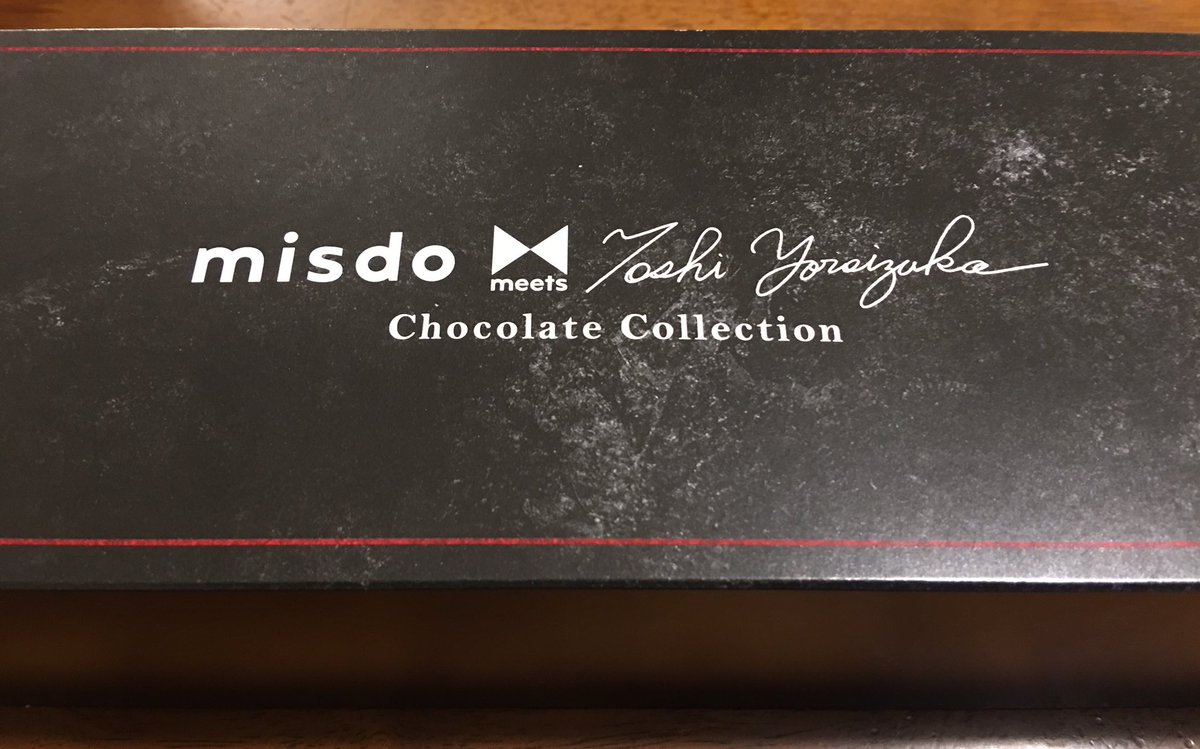 misdo meets Toshi Yoroizuka
Chocolate Collection